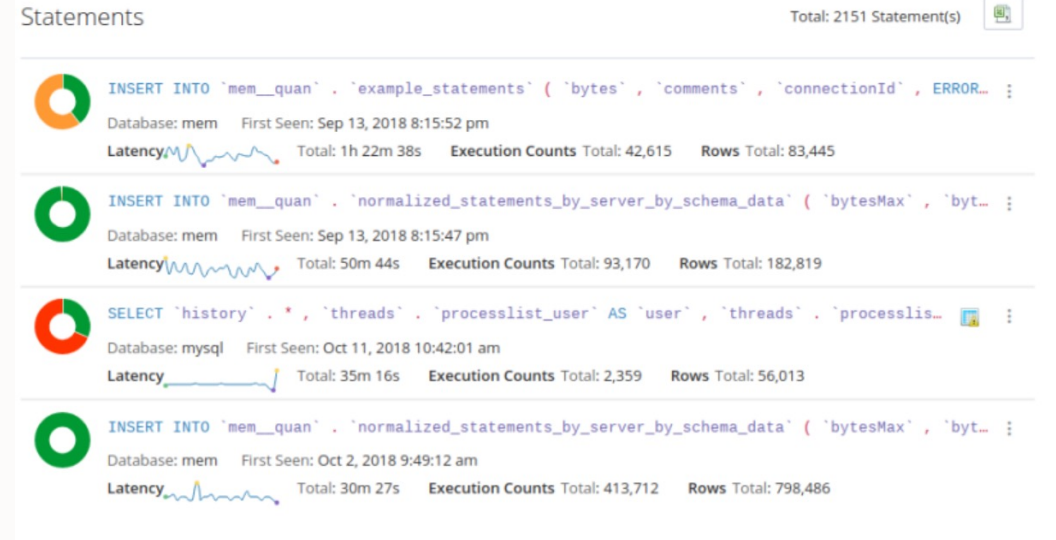 Statements
Total: 2151 Statement(s)
INSERT INTO `mem__quan` . `example_statements` ( `bytes` , `comments` , `connectionId` , ERROR…
Database: mem First Seen: Sep 13, 2018 8:15:52 pm
Latency Total: 1h 22m 38s Execution Counts Total: 42,615 Rows Total: 83,445
INSERT INTO `mem__quan` . `normalized_statements_by_server_by_schema_data` ( `bytesMax` , `byt…
Database: mem First Seen: Sep 13, 2018 8:15:47 pm
Latency Total: 50m 44s Execution Counts Total: 93,170 Rows Total: 182,819
SELECT `history` . * , `threads` . `processlist_user` AS `user` , `threads` . `processlis…
Database: mysql First Seen: Oct 11, 2018 10:42:01 am
Latency Total: 35m 16s Execution Counts Total: 2,359 Rows Total: 56,013
INSERT INTO `mem__quan` . `normalized_statements_by_server_by_schema_data` ( `bytesMax` , `byt…
Database: mem First Seen: Oct 2, 2018 9:49:12 am
Latency Total: 30m 27s Execution Counts Total: 413,712 Rows Total: 798,486